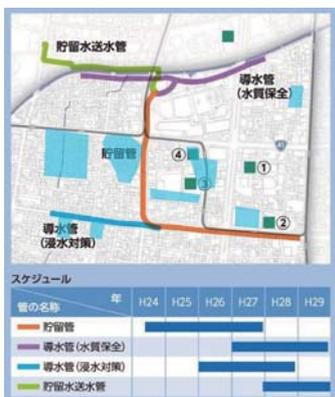 貯留水送水管
導水管
(水質保全)
41
貯留管
④
①
③
②
導水管
(浸水対策)
スケジュール
年
管の名称
H24 H25 H26 H27 H28 H29
貯留管
導水管(水質保全)
導水管(浸水対策)
貯留水送水管